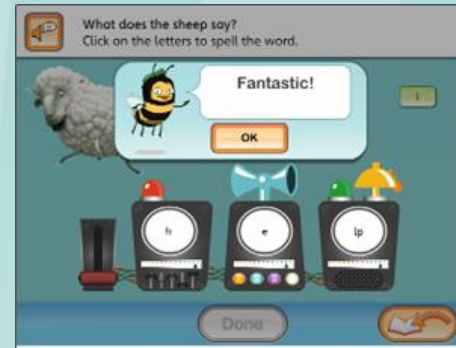 What does the sheep say?
Click on the letters to spell the word.
Fantastic!
OK
h
e
lp
Done